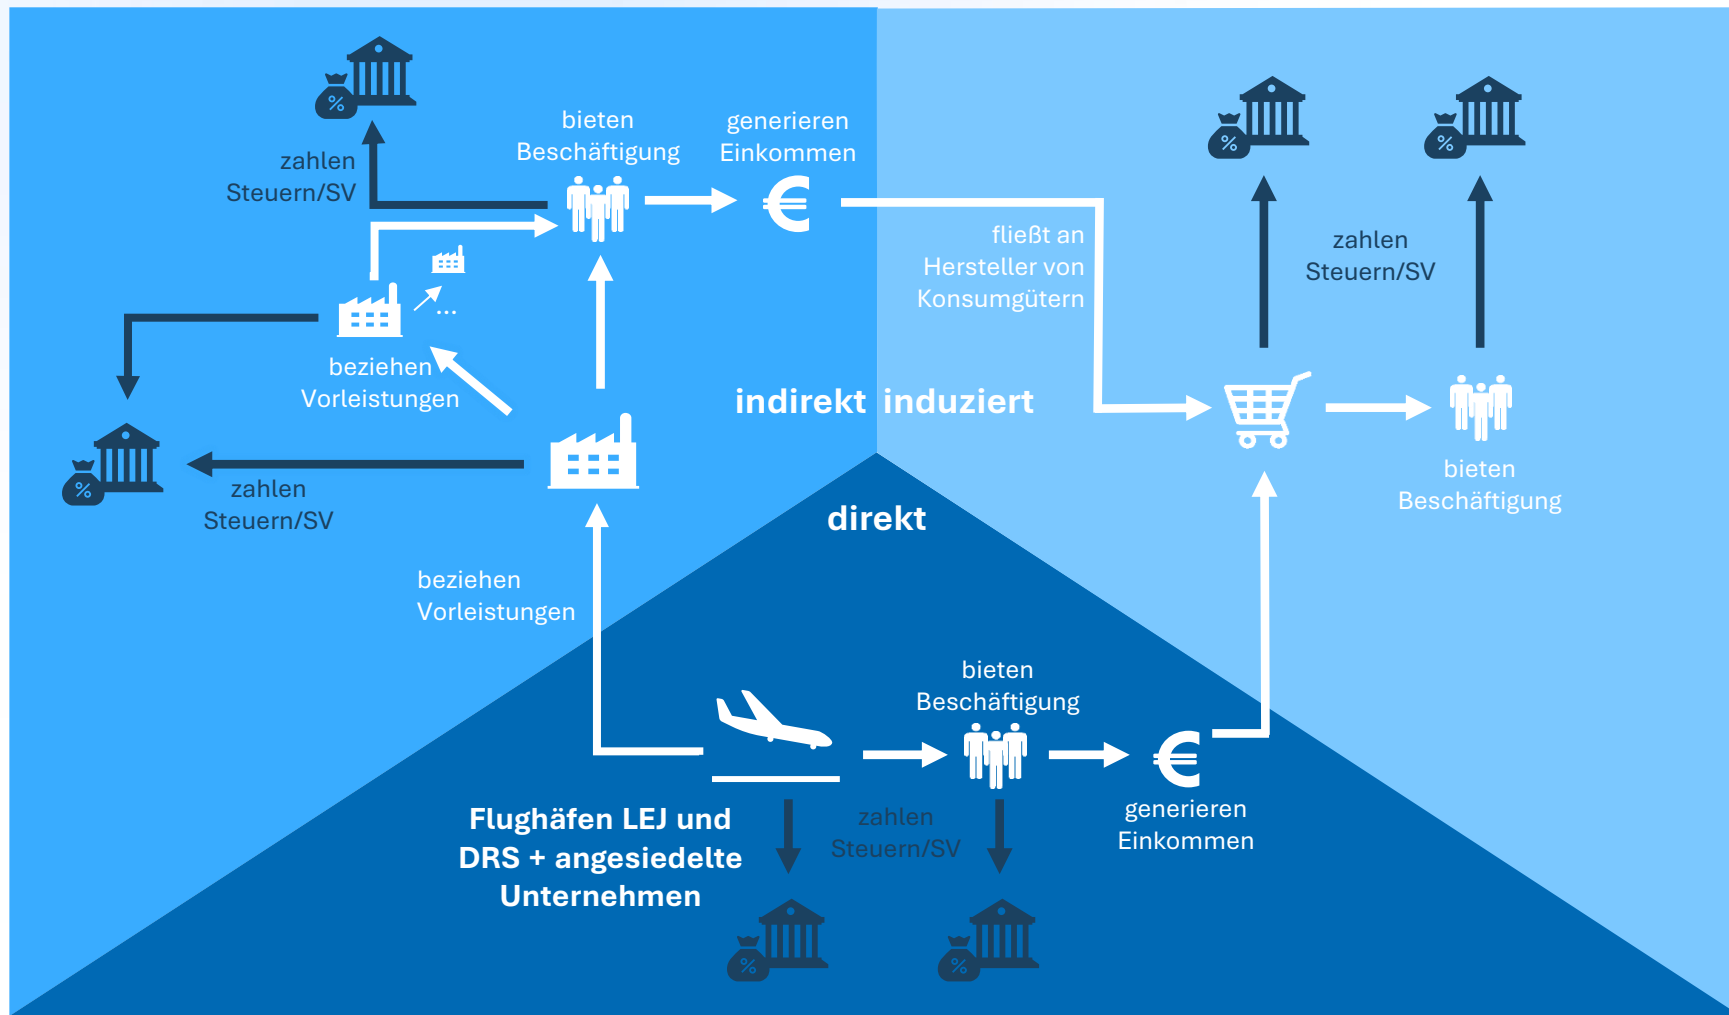 bieten
Beschäftigung
generieren
Einkommen
zahlen
Steuern/SV
%
beziehen
Vorleistungen
...
zahlen
Steuern/SV
%
beziehen
Vorleistungen
indirekt
induziert
fließt an
Hersteller von
Konsumgütern
zahlen
Steuern/SV
%
%
bieten
Beschäftigung
direkt
bieten
Beschäftigung
Flughäfen LEJ und
DRS + angesiedelte
Unternehmen
zahlen
Steuern/SV
generieren
Einkommen
%
%